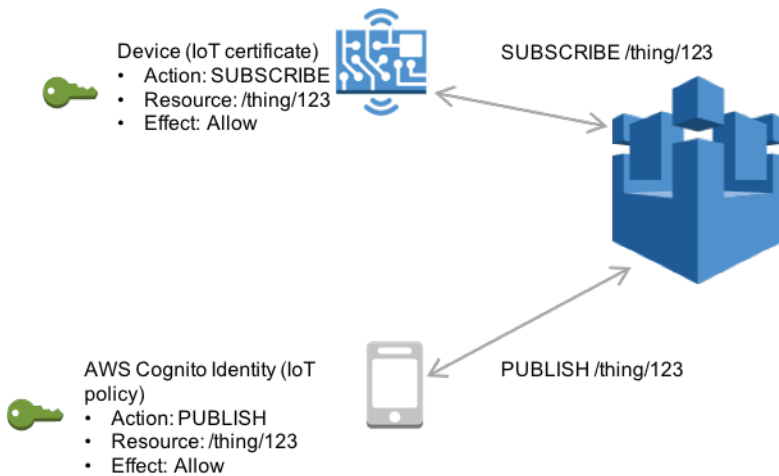 Device (IoT certificate)
• Action: SUBSCRIBE
• Resource: /thing/123
• Effect: Allow
SUBSCRIBE /thing/123
AWS Cognito Identity (IoT
policy)
• Action: PUBLISH
• Resource: /thing/123
• Effect: Allow
PUBLISH /thing/123